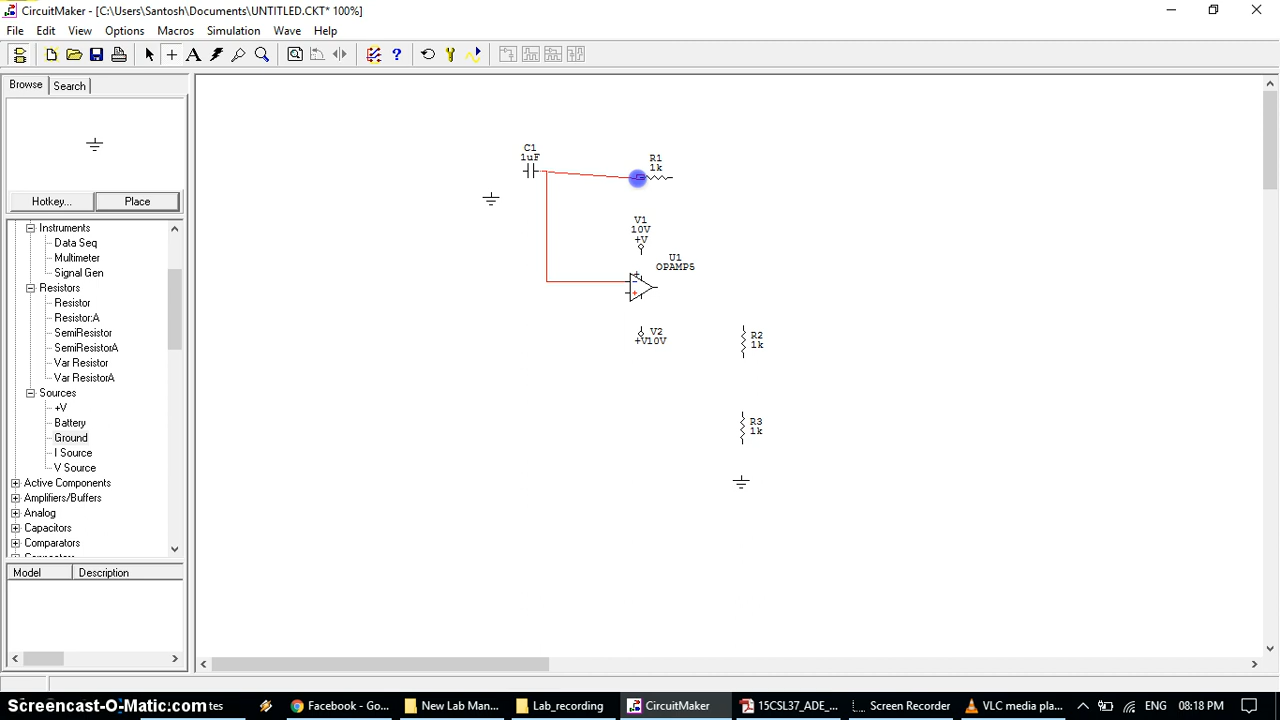 CircuitMaker - [C:\Users\Santosh\Documents\UNTITLED.CKT* 100%]
File Edit View Options Macros Simulation Wave Help
Browse Search
Hotkey... Place
Instruments
Data Seq
Multimeter
Signal Gen
Resistors
Resistor
Resistor:A
SemiResistor
SemiResistorA
Var Resistor
Var ResistorA
Sources
+V
Battery
Ground
I Source
V Source
Active Components
Amplifiers/Buffers
Analog
Capacitors
Comparators
Model Description
C1
1uF
R1
1k
V1
10V
+V
U1
OPAMP5
V2
+V10V
R2
1k
R3
1k
Screencast-O-Matic.com
tes
Facebook - Go...
New Lab Man...
Lab_recording
CircuitMaker
15CSL37_ADE_...
Screen Recorder
VLC media pla...
ENG
08:18 PM